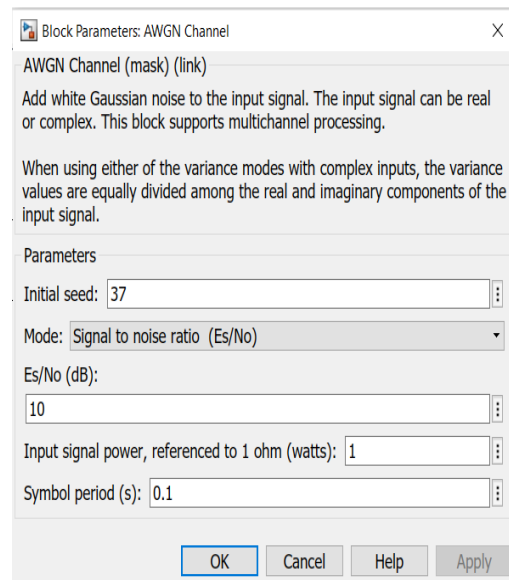 Block Parameters: AWGN Channel
AWGN Channel (mask) (link)
Add white Gaussian noise to the input signal. The input signal can be real
or complex. This block supports multichannel processing.
When using either of the variance modes with complex inputs, the variance
values are equally divided among the real and imaginary components of the
input signal.
Parameters
Initial seed: 37
Mode: Signal to noise ratio (Es/No)
Es/No (dB):
10
Input signal power, referenced to 1 ohm (watts): 1
Symbol period (s): 0.1
OK Cancel Help Apply